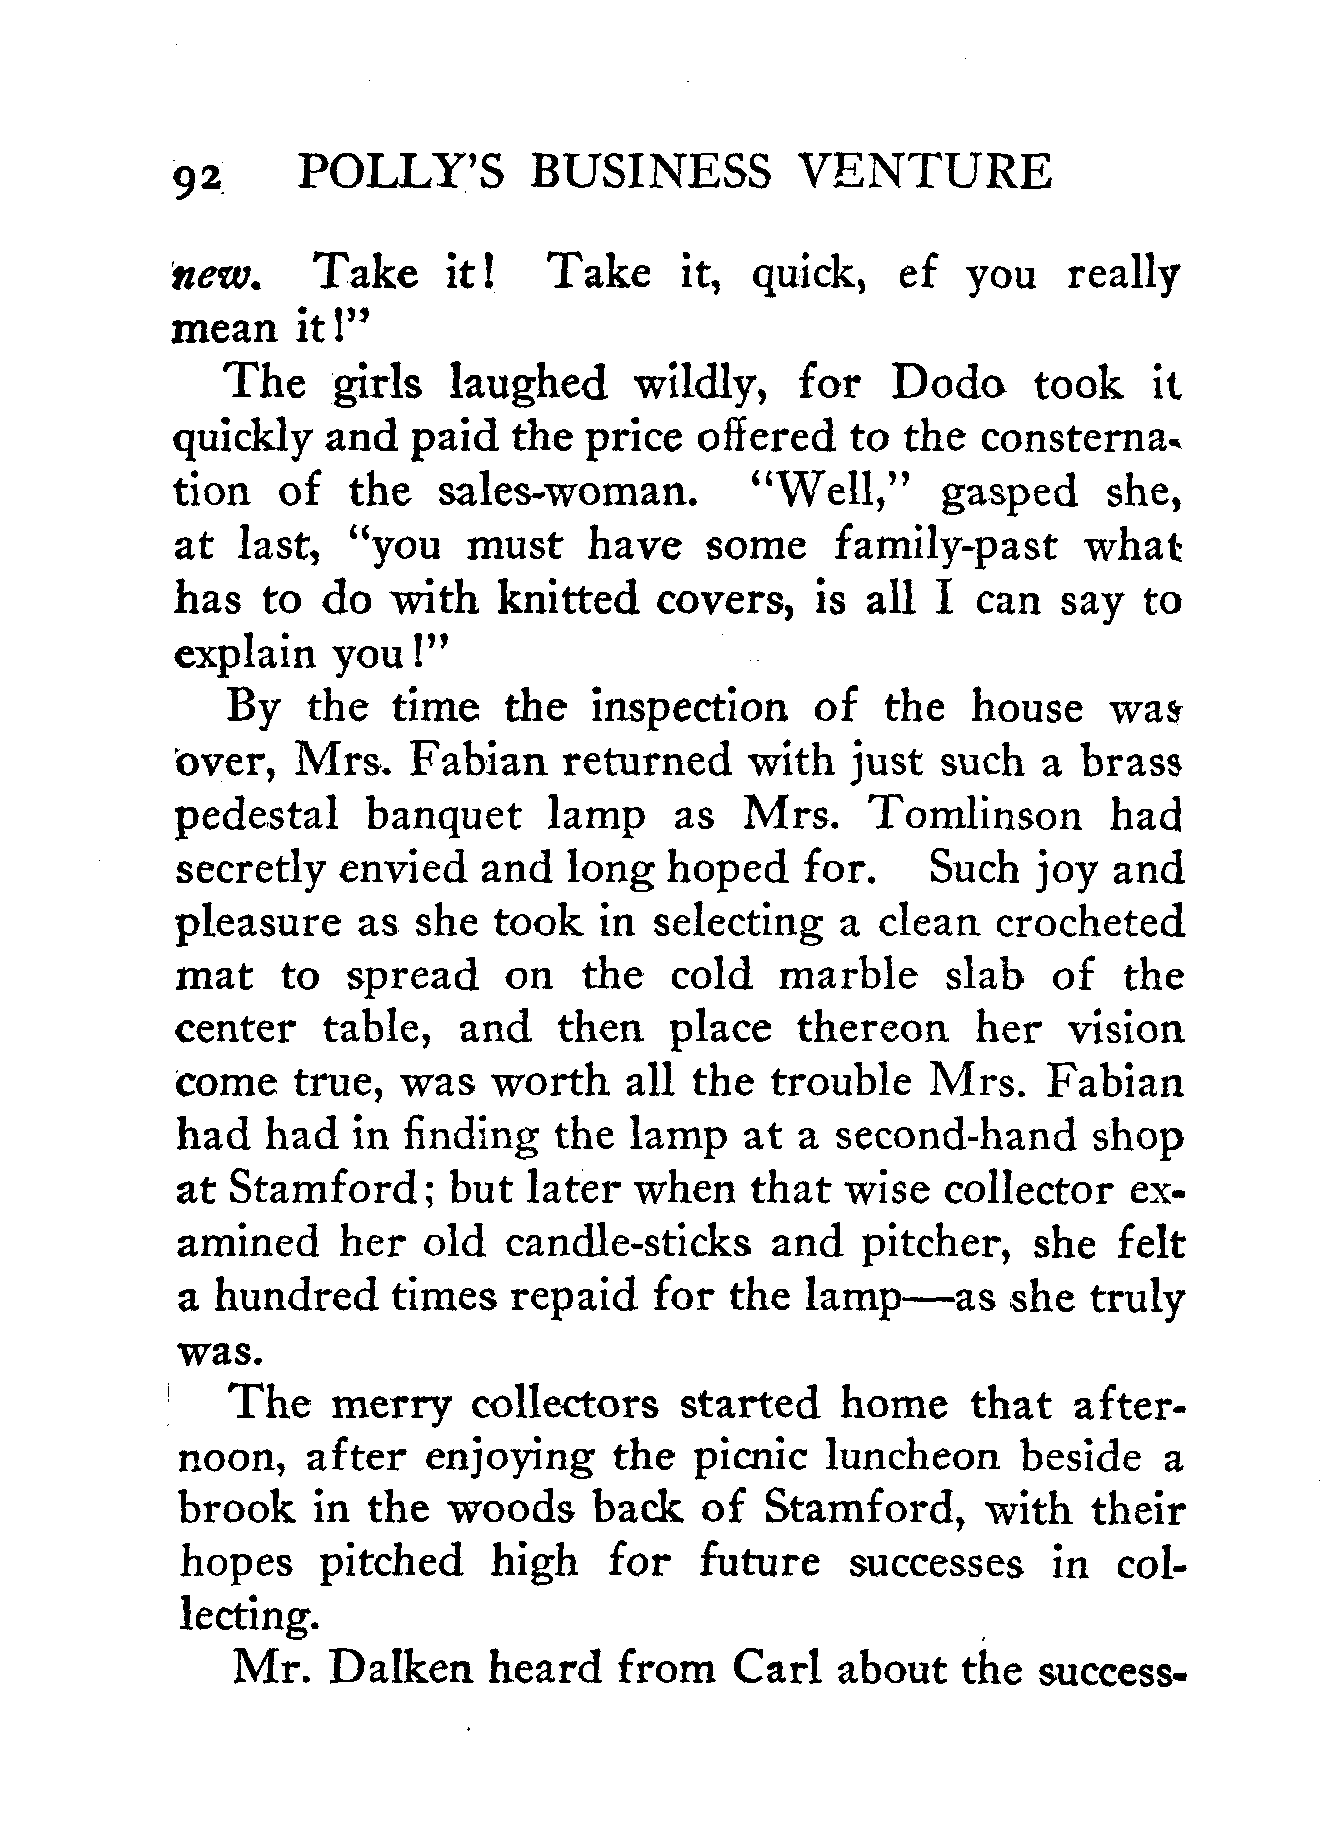 92 POLLY'S BUSINESS VENTURE
new. Take it! Take it, quick, ef you really
mean it!"
The girls laughed wildly, for Dodo took it
quickly and paid the price offered to the consterna-
tion of the sales-woman. "Well," gasped she,
at last, "you must have some family-past what
has to do with knitted covers, is all I can say to
explain you!"
By the time the inspection of the house was
over, Mrs. Fabian returned with just such a brass
pedestal banquet lamp as Mrs. Tomlinson had
secretly envied and long hoped for. Such joy and
pleasure as she took in selecting a clean crocheted
mat to spread on the cold marble slab of the
center table, and then place thereon her vision
come true, was worth all the trouble Mrs. Fabian
had had in finding the lamp at a second-hand shop
at Stamford; but later when that wise collector ex-
amined her old candle-sticks and pitcher, she felt
a hundred times repaid for the lamp—as she truly
was.
The merry collectors started home that after-
noon, after enjoying the picnic luncheon beside a
brook in the woods back of Stamford, with their
hopes pitched high for future successes in col-
lecting.
Mr. Dalken heard from Carl about the success-